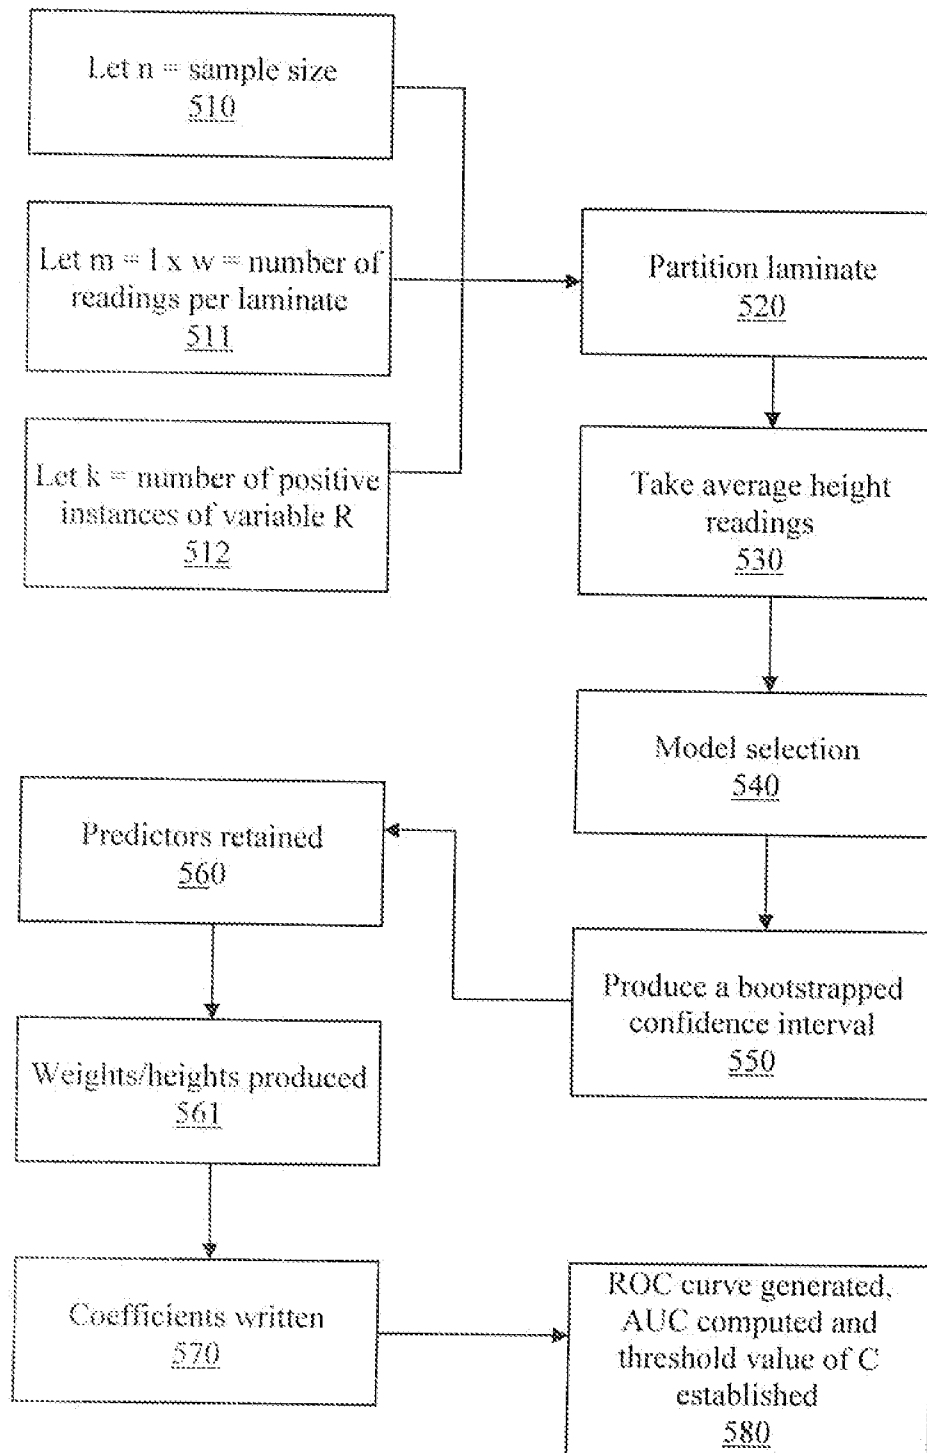 Let n = sample size
510
Let m = l x w = number of
readings per laminate
511
Let k = number of positive
instances of variable R
512
Partition laminate
520
Take average height
readings
530
Model selection
540
Produce a bootstrapped
confidence interval
550
Predictors retained
560
Weights/heights produced
561
Coefficients written
570
ROC curve generated,
AUC computed and
threshold value of C
established
580